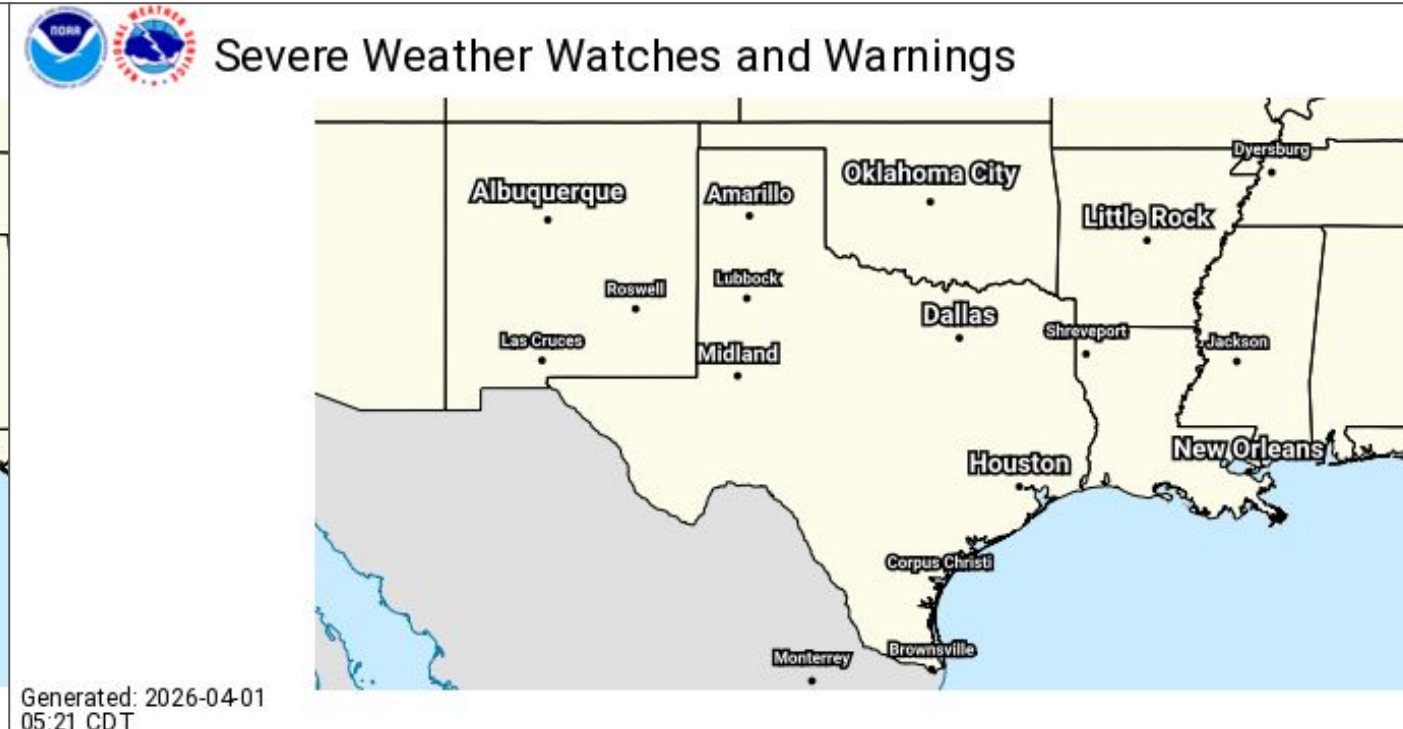 NOAA
NATIONAL WEATHER SERVICE
Severe Weather Watches and Warnings
Dyersburg
Oklahoma City
Albuquerque
Amarillo
Little Rock
Lubbock
Roswell
Dallas
Shreveport
Las Cruces
Jackson
Midland
New Orleans
Houston
Corpus Christi
Brownsville
Monterrey
Generated: 2026-04-01
05:21 CDT